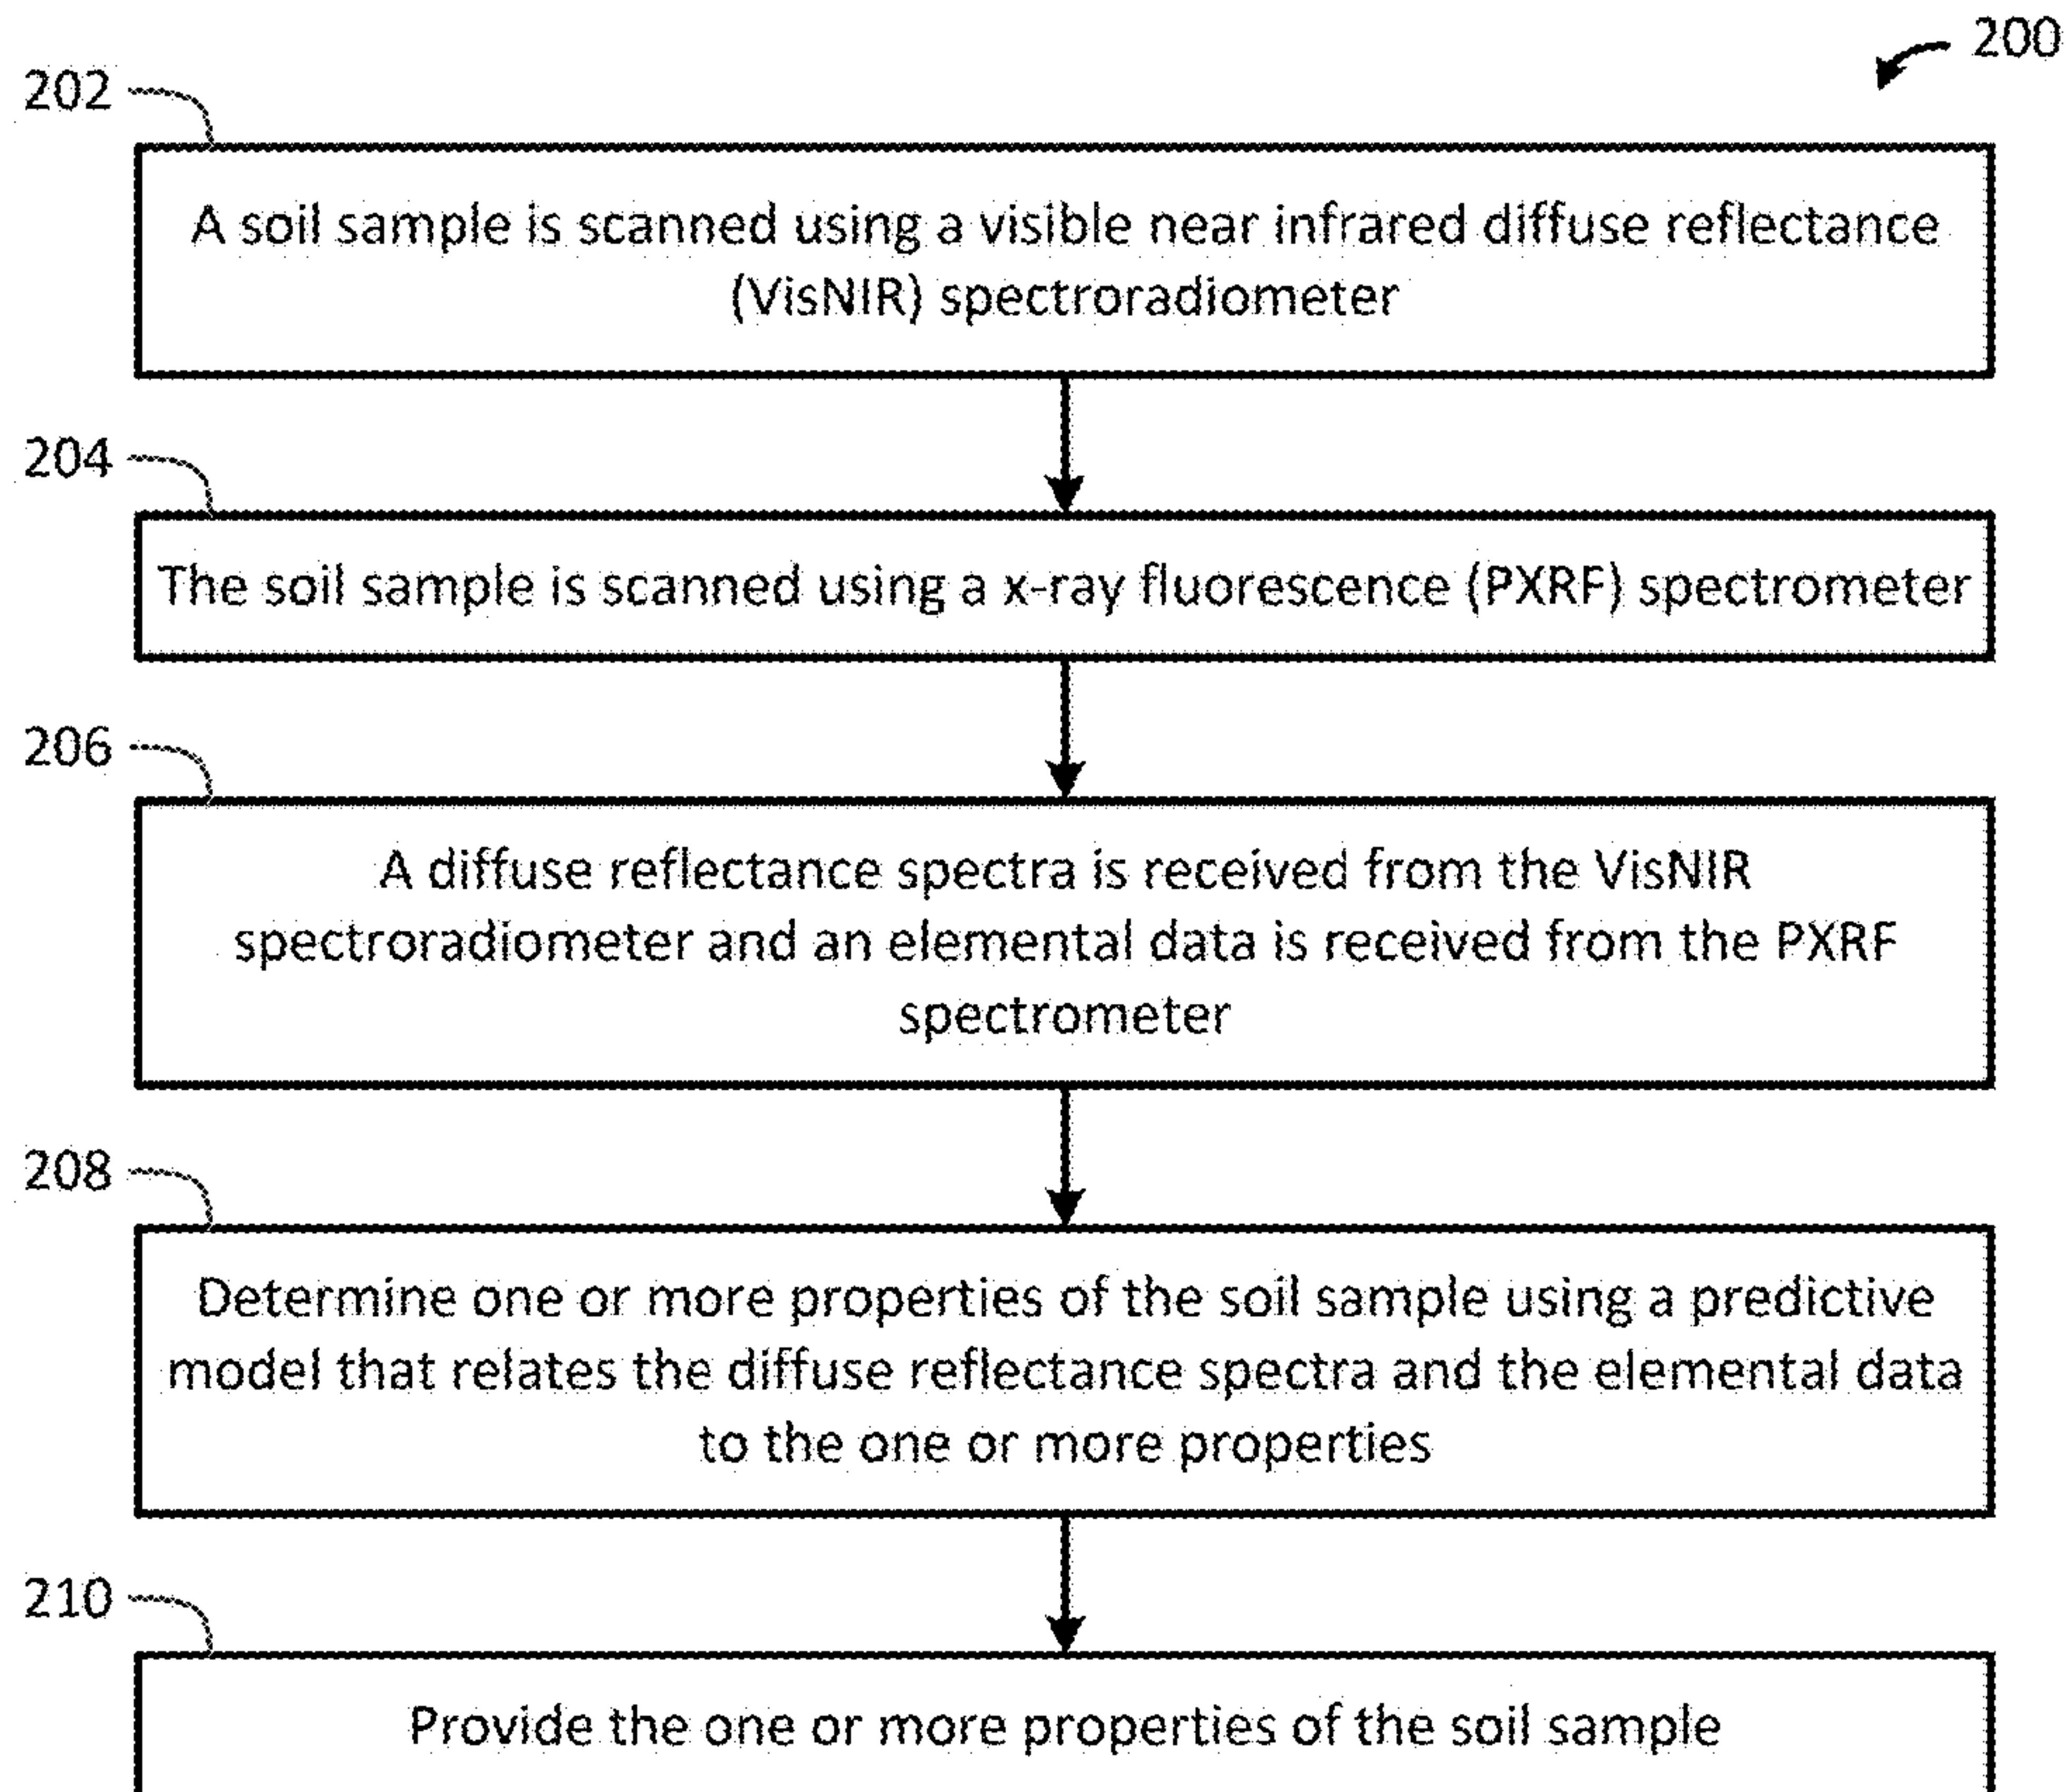 200
202
A soil sample is scanned using a visible near infrared diffuse reflectance
(VisNIR) spectroradiometer
204
The soil sample is scanned using a x-ray fluorescence (PXRF) spectrometer
206
A diffuse reflectance spectra is received from the VisNIR
spectroradiometer and an elemental data is received from the PXRF
spectrometer
208
Determine one or more properties of the soil sample using a predictive
model that relates the diffuse reflectance spectra and the elemental data
to the one or more properties
210
Provide the one or more properties of the soil sample